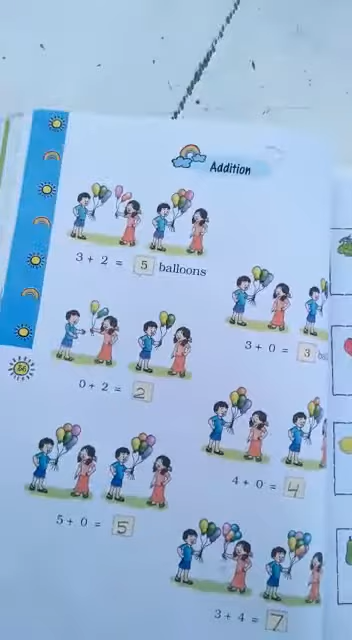 Addition
3 + 2 = 5 balloons
3 + 0 = 3
0 + 2 = 2
4 + 0 = 4
5 + 0 = 5
3 + 4 = 7
56